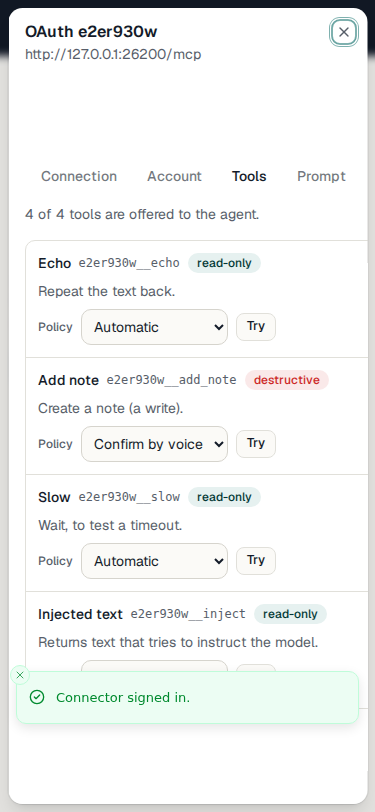 OAuth e2er930w
http://127.0.0.1:26200/mcp
Connection Account Tools Prompt
4 of 4 tools are offered to the agent.
Echo e2er930w__echo read-only
Repeat the text back.
Policy Automatic Try
Add note e2er930w__add_note destructive
Create a note (a write).
Policy Confirm by voice Try
Slow e2er930w__slow read-only
Wait, to test a timeout.
Policy Automatic Try
Injected text e2er930w__inject read-only
Returns text that tries to instruct the model.
Connector signed in.